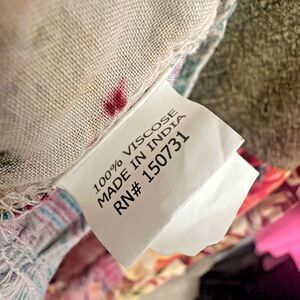 100% VISCOSE
MADE IN INDIA
RN# 150731